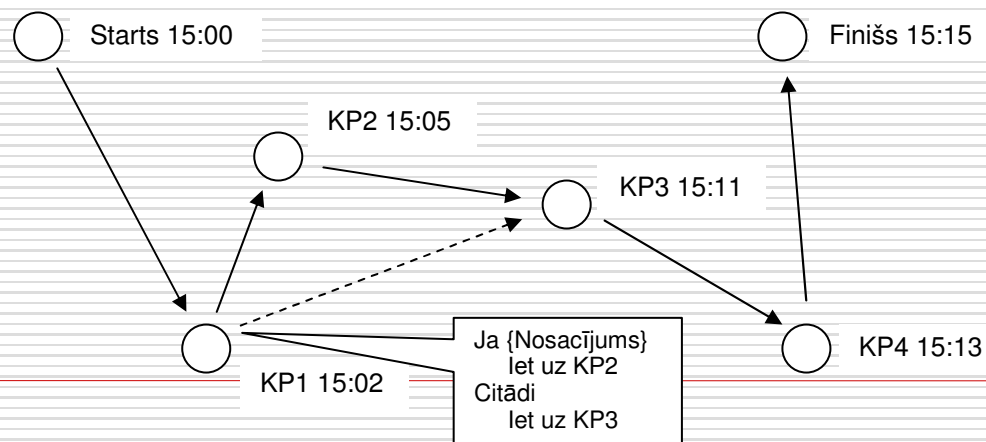 Starts 15:00
Finišs 15:15
KP2 15:05
KP3 15:11
KP1 15:02
KP4 15:13
Ja {Nosacījums}
Iet uz KP2
Citādi
Iet uz KP3